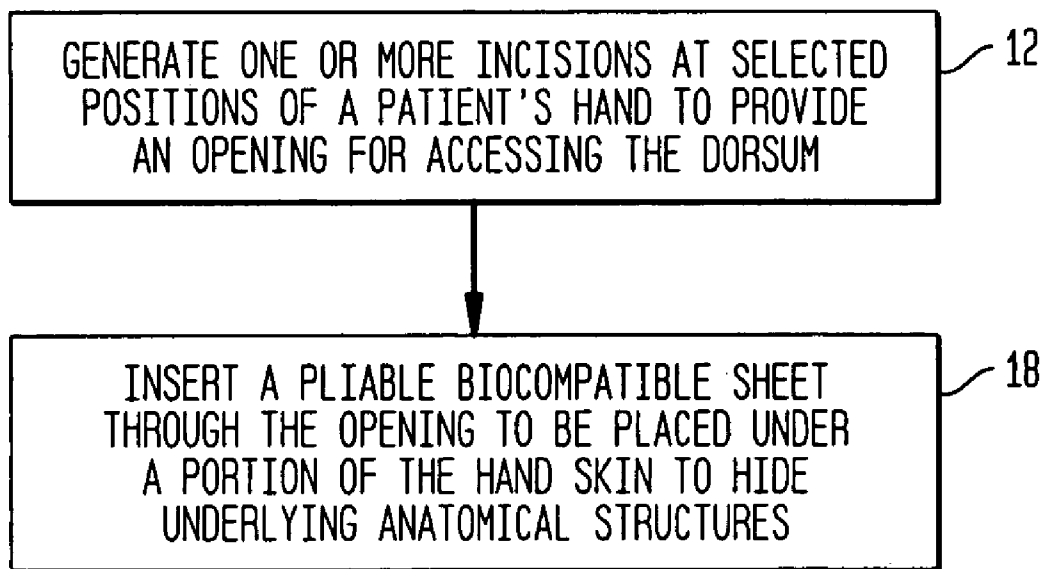 GENERATE ONE OR MORE INCISIONS AT SELECTED
POSITIONS OF A PATIENT'S HAND TO PROVIDE
AN OPENING FOR ACCESSING THE DORSUM
12
INSERT A PLIABLE BIOCOMPATIBLE SHEET
THROUGH THE OPENING TO BE PLACED UNDER
A PORTION OF THE HAND SKIN TO HIDE
UNDERLYING ANATOMICAL STRUCTURES
18